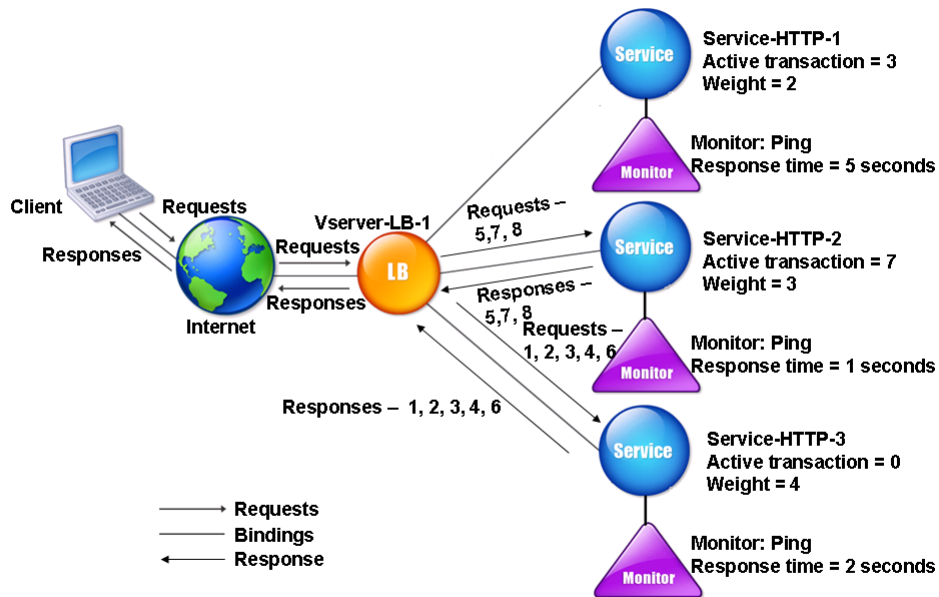 Service
Service-HTTP-1
Active transaction = 3
Weight = 2
Monitor
Monitor: Ping
Response time = 5 seconds
Client
Requests
Responses
Internet
Requests
Responses
Vserver-LB-1
LB
Requests –
5,7, 8
Service
Service-HTTP-2
Active transaction = 7
Weight = 3
Responses –
5,7, 8
Requests –
1, 2, 3, 4, 6
Monitor
Monitor: Ping
Response time = 1 seconds
Responses – 1, 2, 3, 4, 6
Service
Service-HTTP-3
Active transaction = 0
Weight = 4
Monitor
Monitor: Ping
Response time = 2 seconds
Requests
Bindings
Response